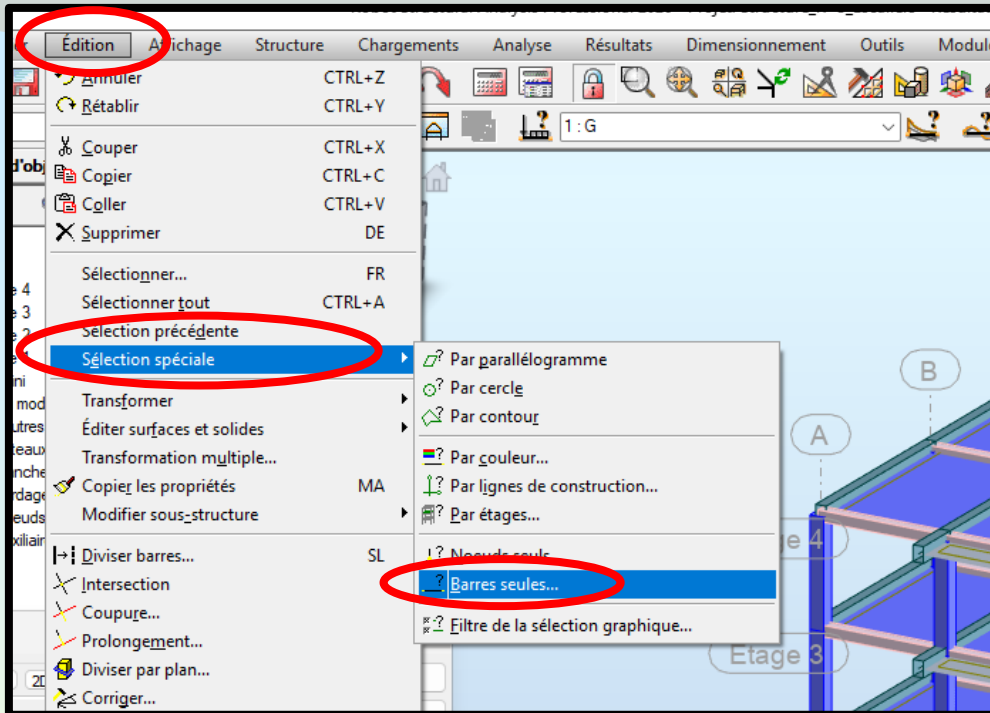 Édition Affichage Structure Chargements Analyse Résultats Dimensionnement Outils
Annuler CTRL+Z
Rétablir CTRL+Y
1 : G
Couper CTRL+X
Copier CTRL+C
Coller CTRL+V
Supprimer DE
Sélectionner... FR
Sélectionner tout CTRL+A
Sélection précédente
Sélection spéciale
Par parallélogramme
Par cercle
Par contour
Par couleur...
Par lignes de construction...
Par étages...
Noeuds seuls
Barres seules...
Filtre de la sélection graphique...
Transformer
Éditer surfaces et solides
Transformation multiple...
Copier les propriétés MA
Modifier sous-structure
Diviser barres... SL
Intersection
Coupure...
Prolongement...
Diviser par plan...
Corriger...
B
A
4
Etage 3